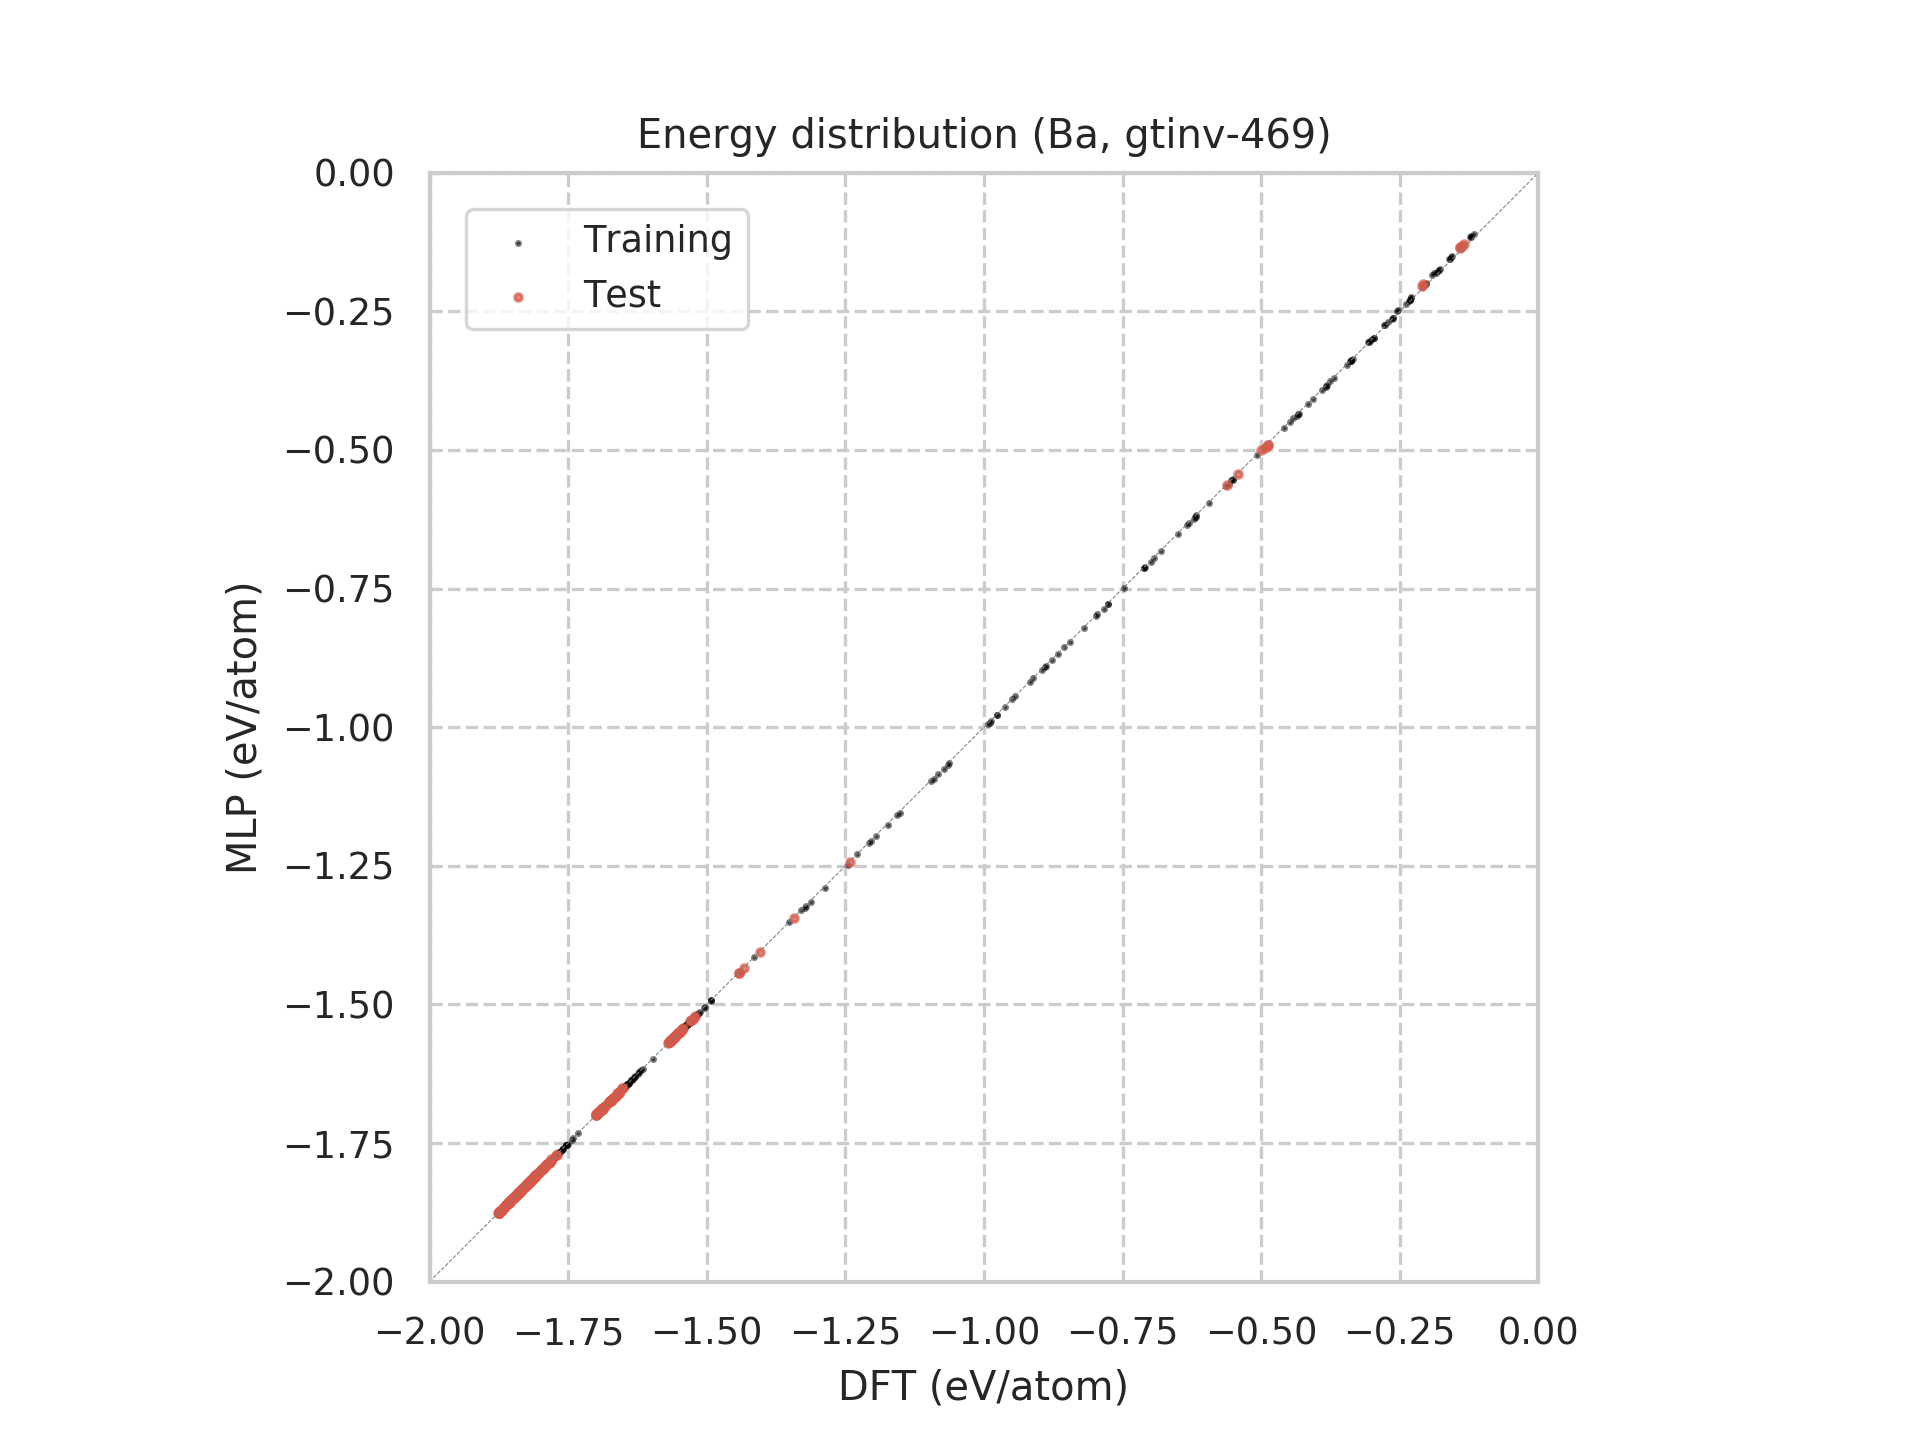 Energy distribution (Ba, gtinv-469)
Training
Test
MLP (eV/atom)
0.00
−0.25
−0.50
−0.75
−1.00
−1.25
−1.50
−1.75
−2.00
−2.00 −1.75 −1.50 −1.25 −1.00 −0.75 −0.50 −0.25 0.00
DFT (eV/atom)